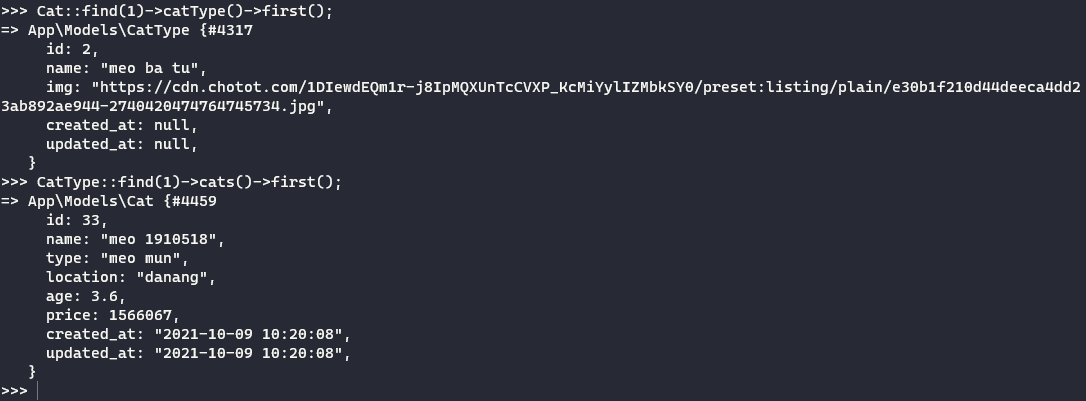 >>> Cat::find(1)->catType()->first();
=> App\Models\CatType {#4317
     id: 2,
     name: "meo ba tu",
     img: "https://cdn.chotot.com/1DIewdEQm1r-j8IpMQXUnTcCVXP_KcMiYylIZMbkSY0/preset:listing/plain/e30b1f210d44deeca4dd2
3ab892ae944-2740420474764745734.jpg",
     created_at: null,
     updated_at: null,
   }
>>> CatType::find(1)->cats()->first();
=> App\Models\Cat {#4459
     id: 33,
     name: "meo 1910518",
     type: "meo mun",
     location: "danang",
     age: 3.6,
     price: 1566067,
     created_at: "2021-10-09 10:20:08",
     updated_at: "2021-10-09 10:20:08",
   }
>>>